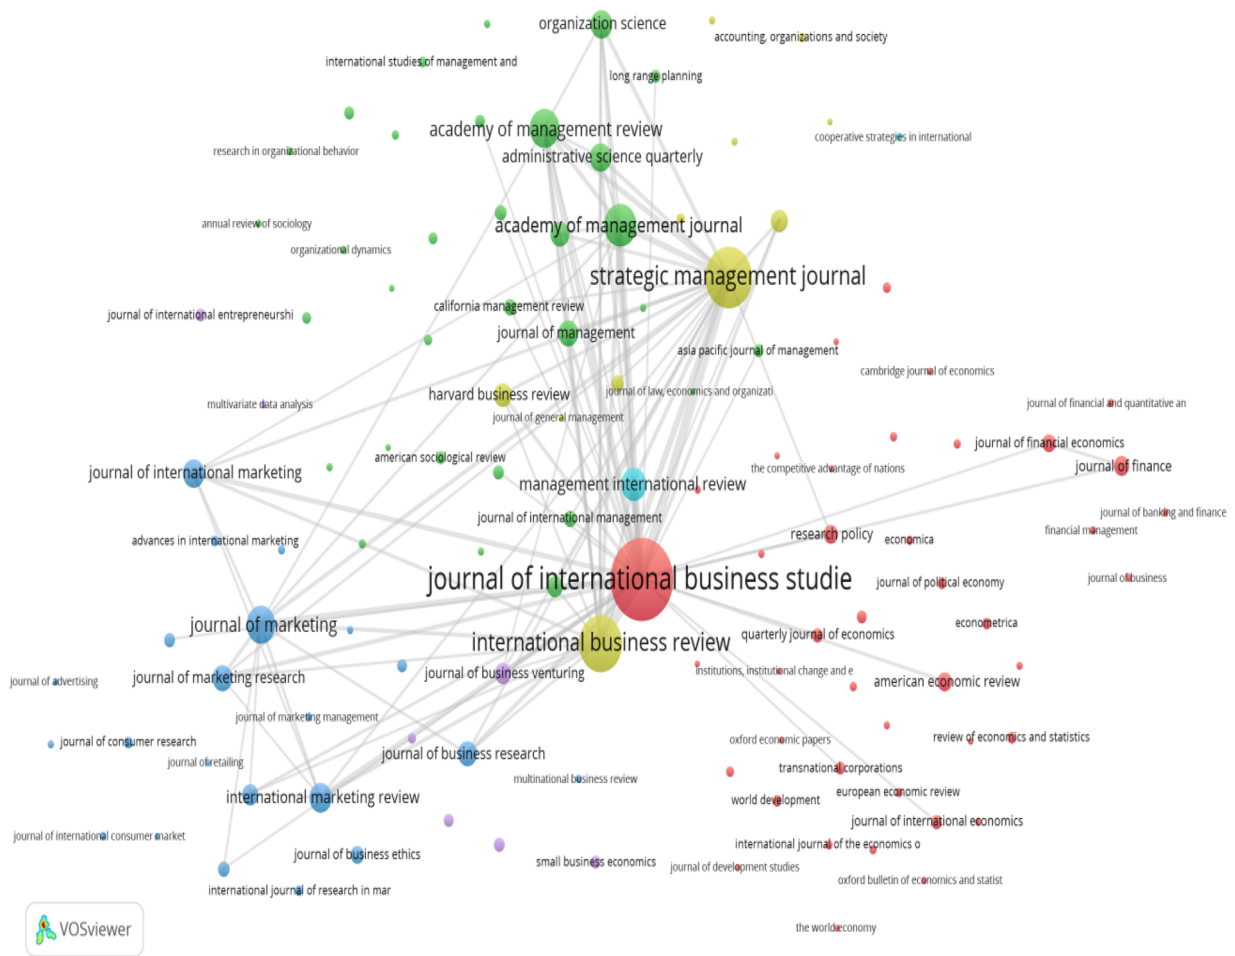 organization science
accounting, organizations and society
international studies of management and
long range planning
academy of management review
cooperative strategies in international
research in organizational behavior
administrative science quarterly
annual review of sociology
academy of management journal
organizational dynamics
strategic management journal
california management review
journal of international entrepreneurshi
journal of management
asia pacific journal of management
cambridge journal of economics
journal of law, economics and organizati
harvard business review
multivariate data analysis
journal of financial and quantitative an
journal of general management
journal of financial economics
american sociological review
the competitive advantage of nations
journal of finance
journal of international marketing
management international review
journal of banking and finance
journal of international management
financial management
research policy
economica
advances in international marketing
journal of international business studie
journal of political economy
journal of business
journal of marketing
econometrica
quarterly journal of economics
international business review
institutions, institutional change and e
journal of business venturing
journal of marketing research
journal of advertising
american economic review
journal of marketing management
review of economics and statistics
oxford economic papers
journal of consumer research
journal of business research
journal of retailing
transnational corporations
multinational business review
european economic review
international marketing review
world development
journal of international economics
journal of international consumer market
international journal of the economics o
journal of business ethics
small business economics
journal of development studies
oxford bulletin of economics and statist
international journal of research in mar
the world economy
VOSviewer